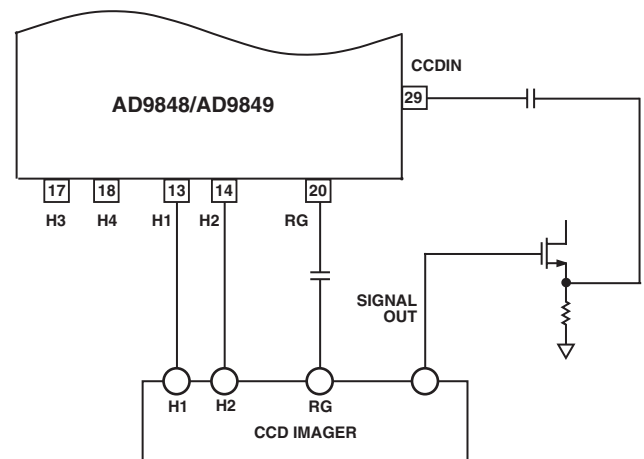 CCDIN
AD9848/AD9849
29
17 18 13 14 20
H3 H4 H1 H2 RG
SIGNAL
OUT
H1 H2 RG
CCD IMAGER